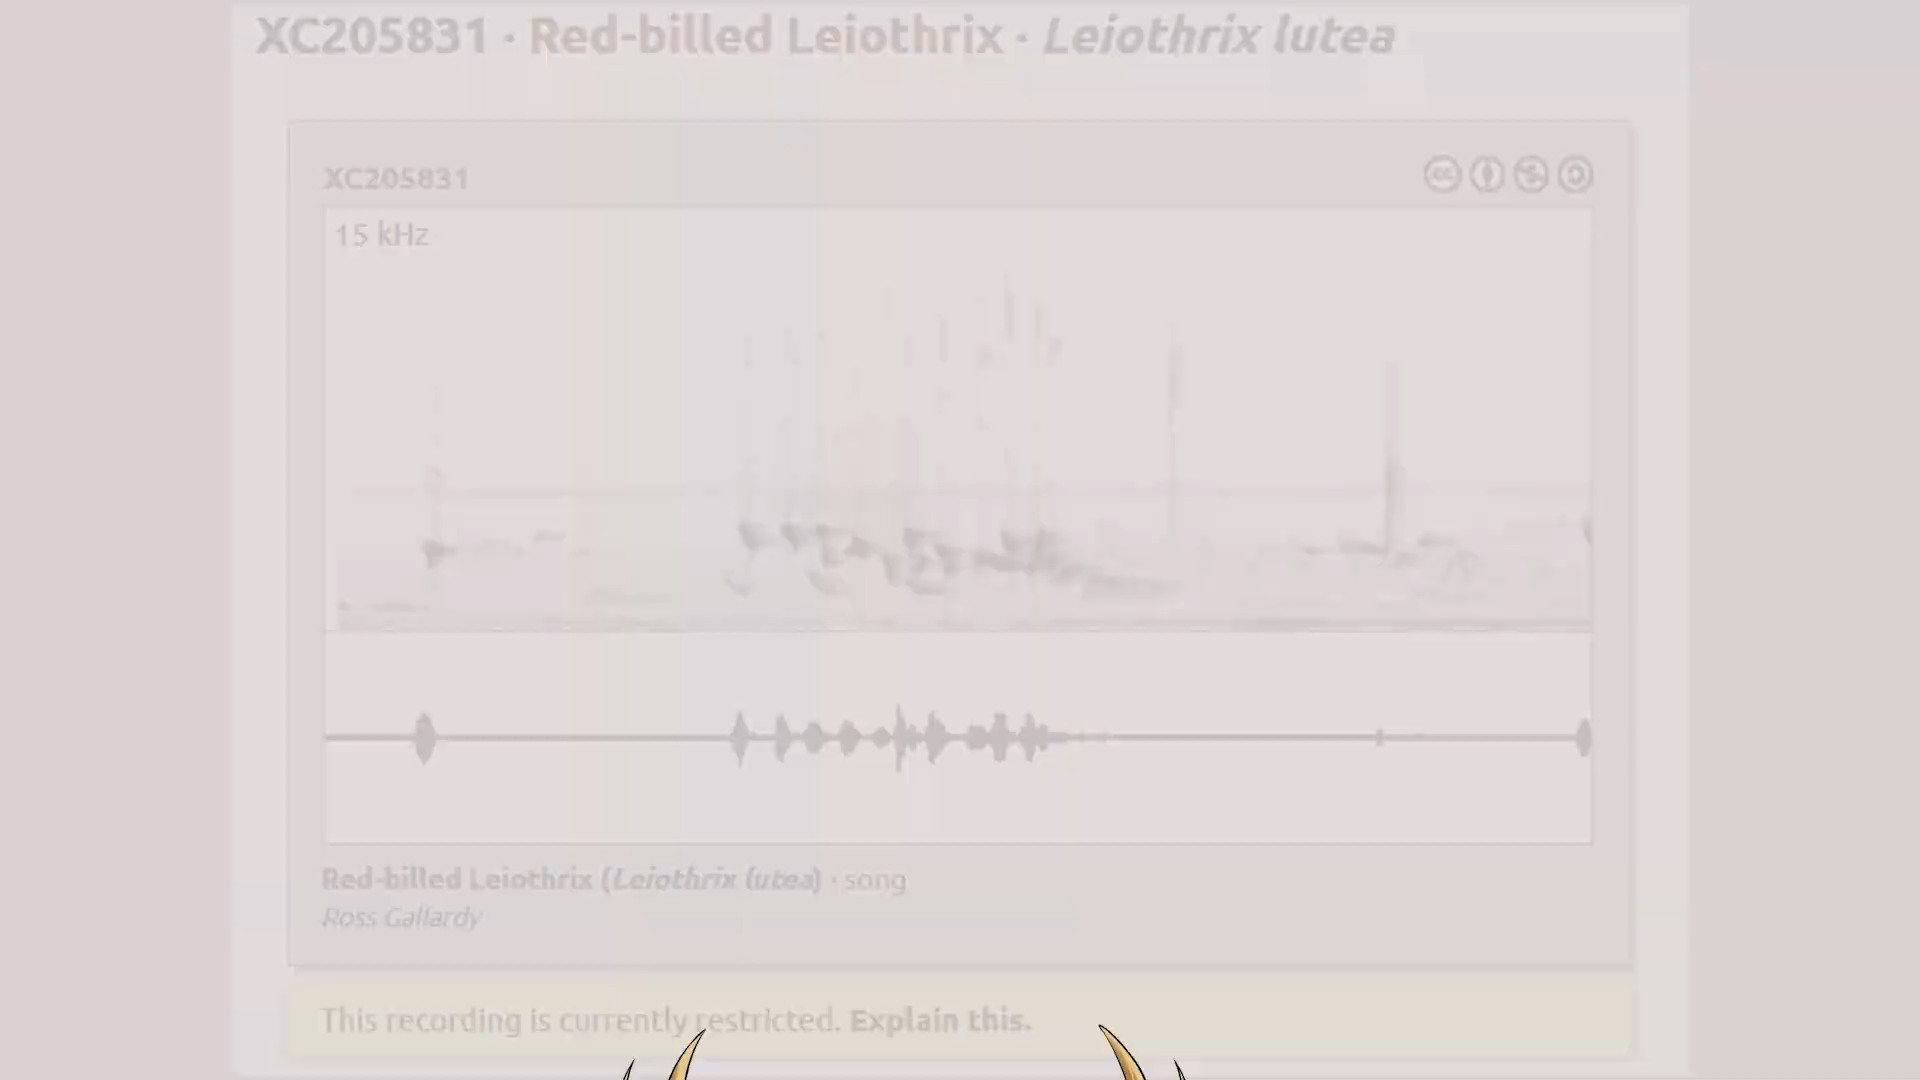 XC205831 · Red-billed Leiothrix · Leiothrix lutea
XC205831
15 kHz
Red-billed Leiothrix (Leiothrix lutea) · song
Ross Gallardy
This recording is currently restricted. Explain this.